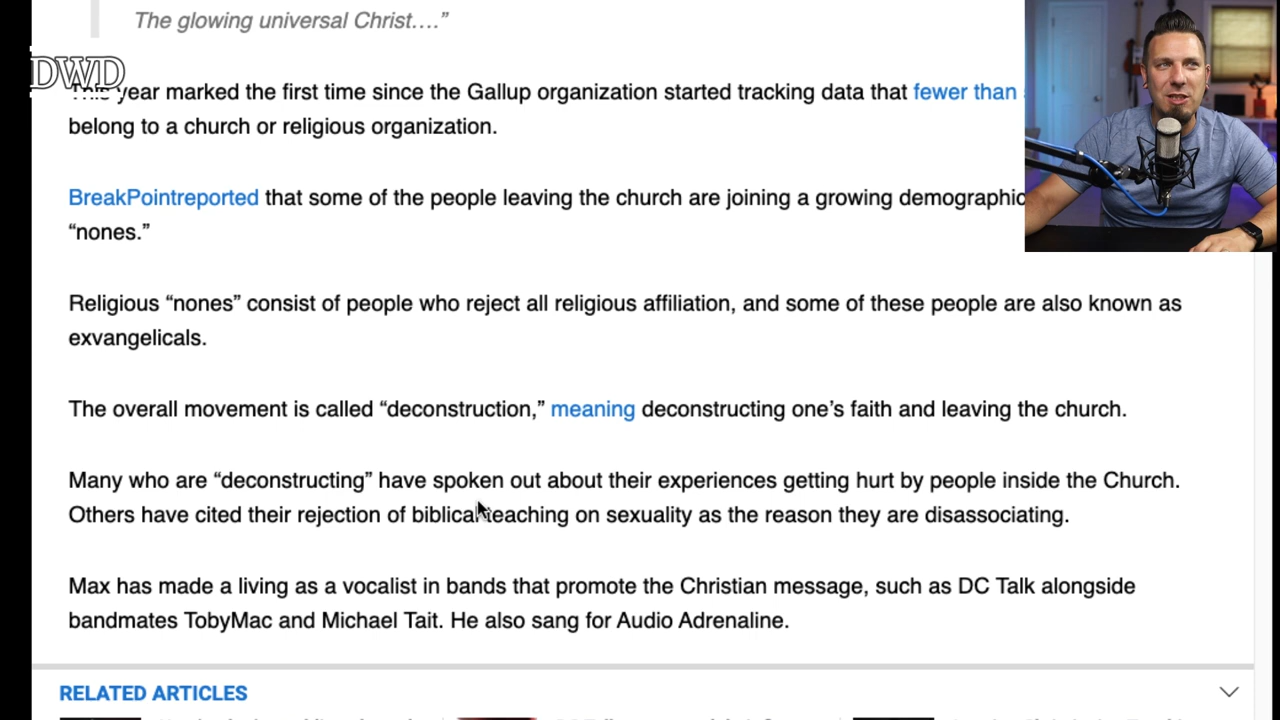 The glowing universal Christ....”
DWD
This year marked the first time since the Gallup organization started tracking data that fewer than
belong to a church or religious organization.
BreakPointreported that some of the people leaving the church are joining a growing demographic
“nones.”
Religious “nones” consist of people who reject all religious affiliation, and some of these people are also known as
exvangelicals.
The overall movement is called “deconstruction,” meaning deconstructing one’s faith and leaving the church.
Many who are “deconstructing” have spoken out about their experiences getting hurt by people inside the Church.
Others have cited their rejection of biblical teaching on sexuality as the reason they are disassociating.
Max has made a living as a vocalist in bands that promote the Christian message, such as DC Talk alongside
bandmates TobyMac and Michael Tait. He also sang for Audio Adrenaline.
RELATED ARTICLES